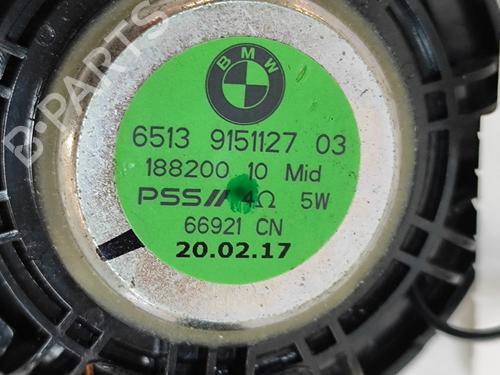 B-PARTS
BMW
6513 9151127 03
188200 10 Mid
PSS 4Ω 5W
66921 CN
20.02.17